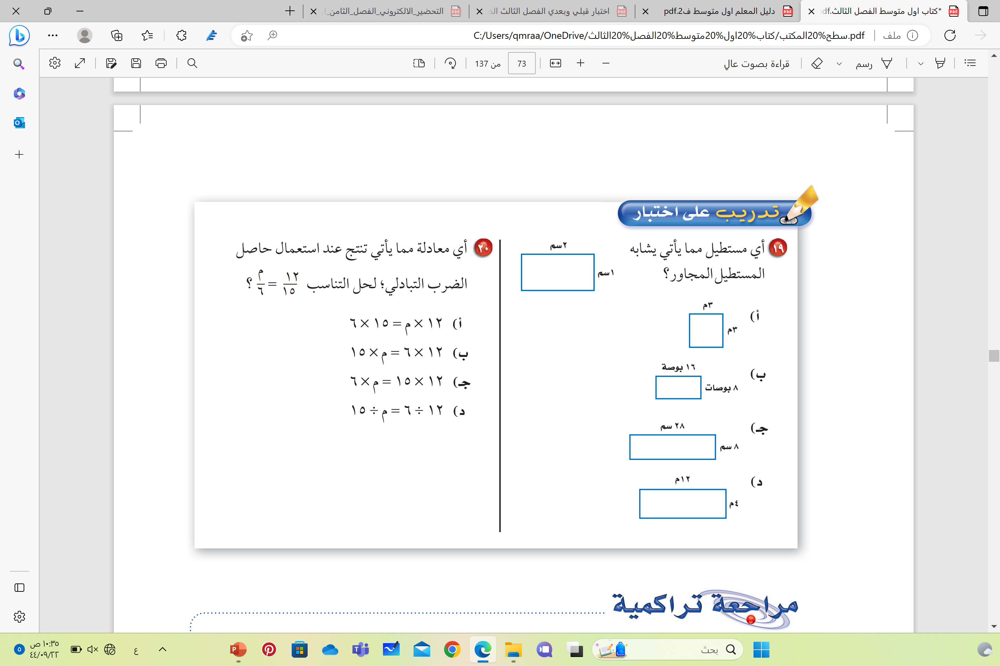 *كتاب اول متوسط الفصل الثالث.pdf
دليل المعلم اول متوسط ف2.pdf
اختبار قبلي وبعدي الفصل الثالث
التحضير_الالكتروني_الفصل_الثامن_
ملف
C:/Users/qmraa/OneDrive/سطح%20المكتب/كتاب%20اول%20متوسط%20الفصل%20الثالث.pdf
رسم
قراءة بصوت عالٍ
73
من 137
تدريب على اختبار
١٩ أي مستطيل مما يأتي يشابه
المستطيل المجاور؟
٢سم
١سم
أ)
٣م
٣م
ب)
١٦ بوصة
٨ بوصات
جـ)
٢٨ سم
٨ سم
د)
١٢م
٤م
٢٠ أي معادلة مما يأتي تنتج عند استعمال حاصل
الضرب التبادلي؛ لحل التناسب ١٢/١٥ = م/٦ ؟
أ) ١٢ × م = ١٥ × ٦
ب) ١٢ × ٦ = م × ١٥
جـ) ١٢ × ١٥ = م × ٦
د) ١٢ ÷ ٦ = م ÷ ١٥
مراجعة تراكمية
بحث
ع
١٠:٣٥ ص
٤٤/٠٩/٢٢
٥